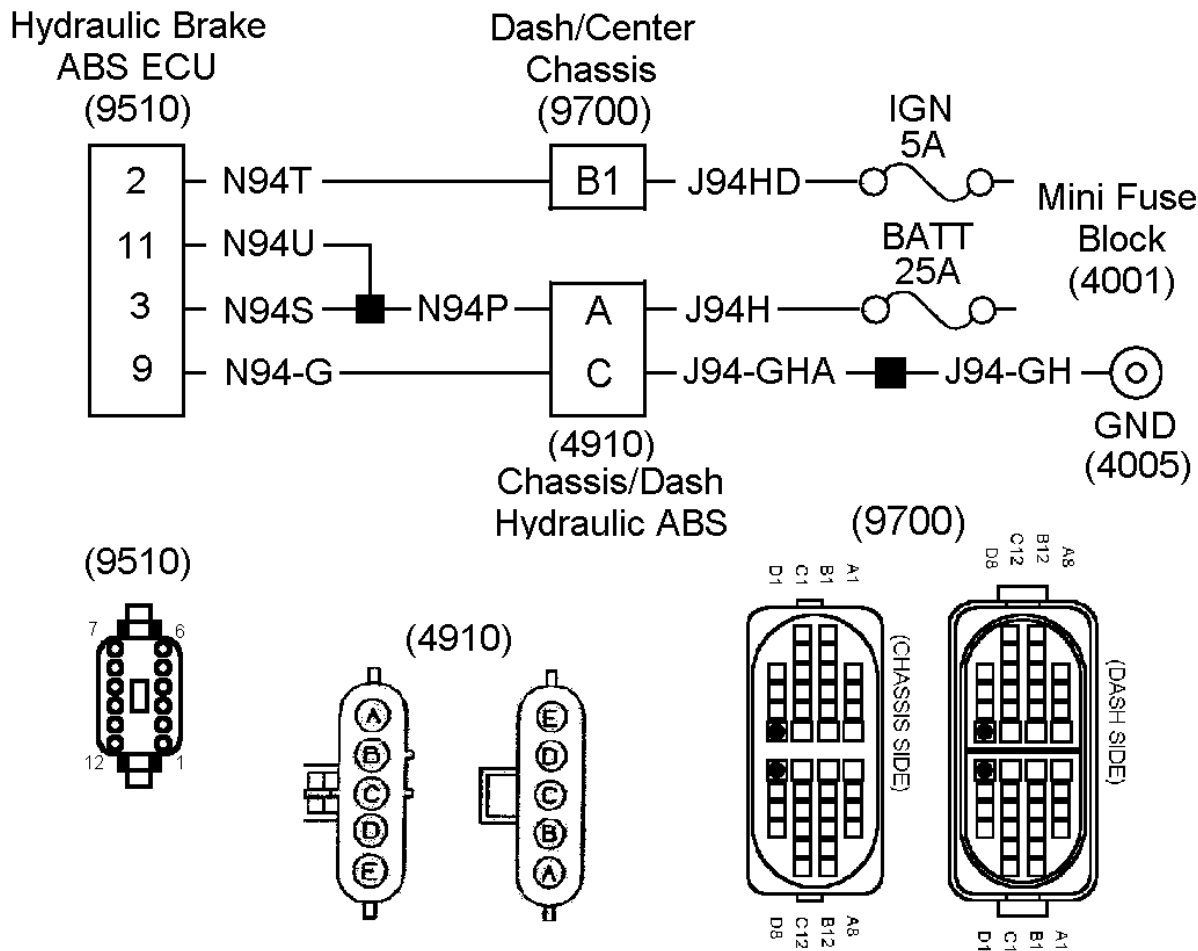 Hydraulic Brake
ABS ECU
(9510)
Dash/Center
Chassis
(9700)
IGN
5A
2 N94T B1 J94HD
Mini Fuse
Block
(4001)
11 N94U
BATT
25A
3 N94S N94P A J94H
9 N94-G C J94-GHA J94-GH
GND
(4005)
(4910)
Chassis/Dash
Hydraulic ABS
(9510)
7 6
12 1
(4910)
A
B
C
D
E
E
D
C
B
A
(9700)
D1 C1 B1 A1
(CHASSIS SIDE)
D8 C12 B12 A8
D8 C12 B12 A8
(DASH SIDE)
D1 C1 B1 A1